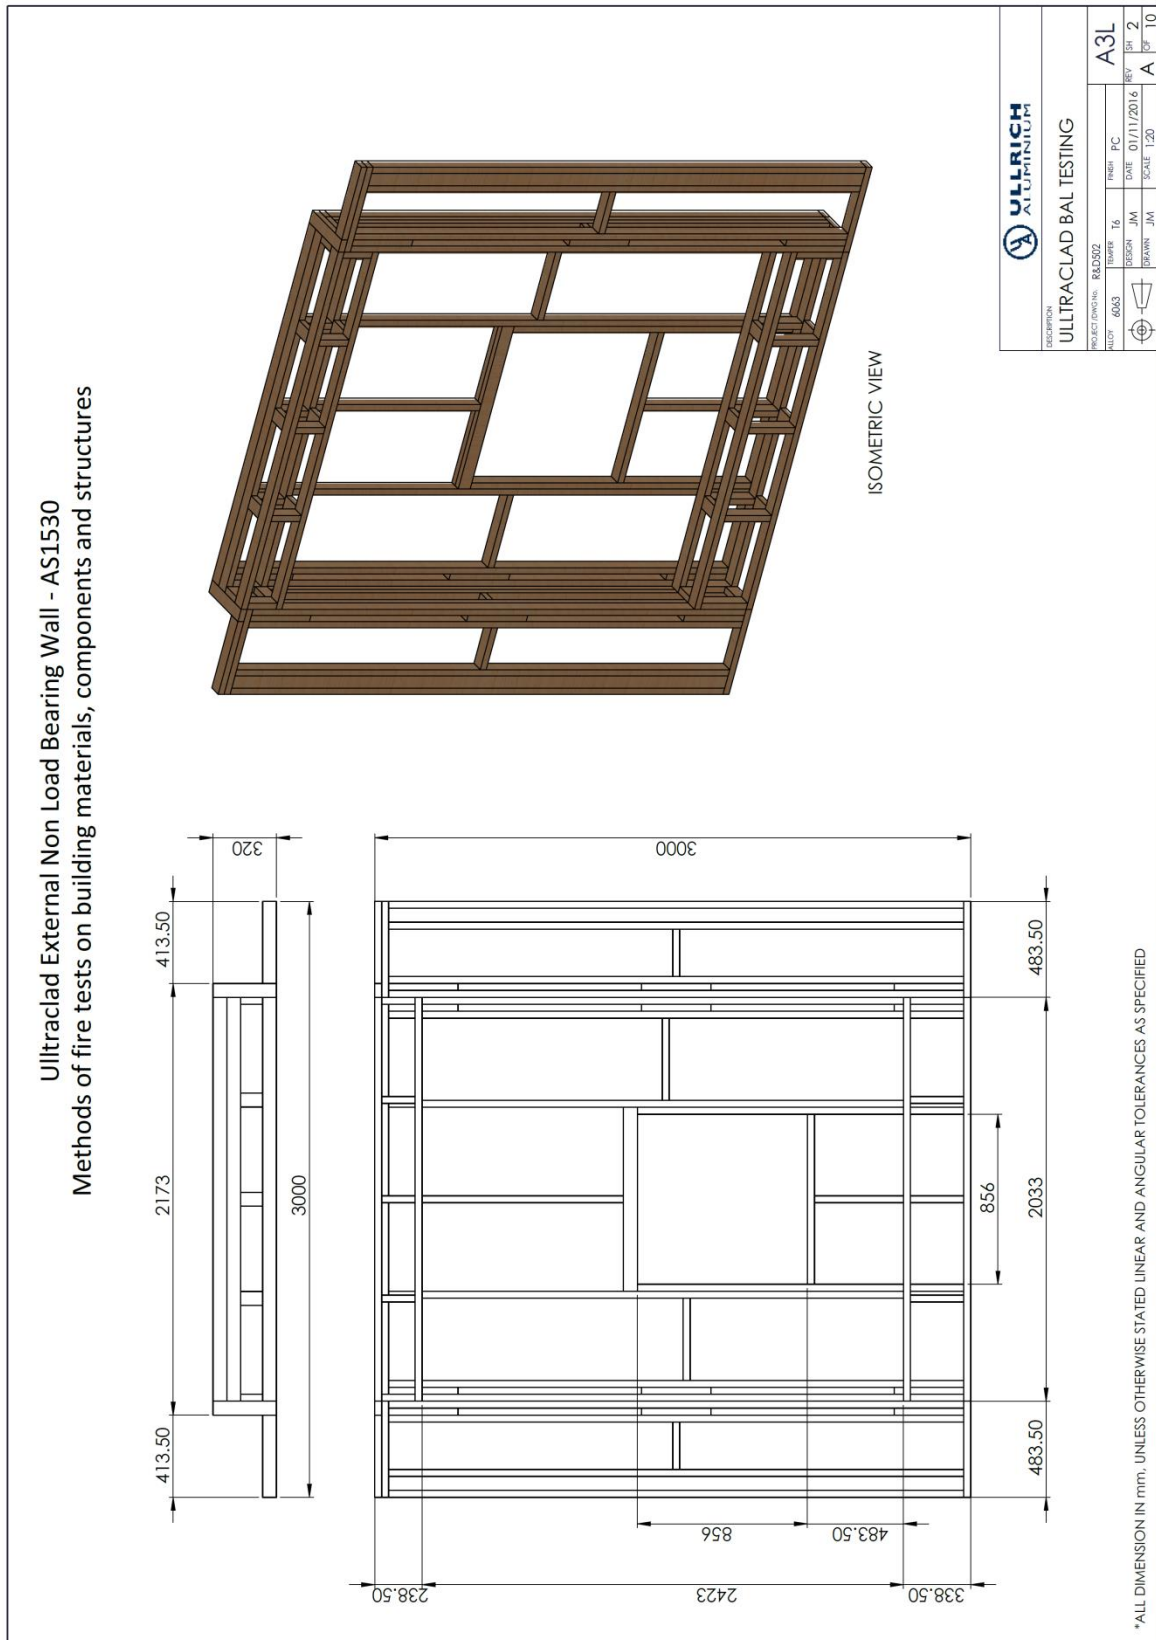 Ulltraclad External Non Load Bearing Wall - AS1530
Methods of fire tests on building materials, components and structures
413.50
2173
413.50
320
3000
3000
483.50
2033
483.50
856
856
483.50
238.50
2423
338.50
ISOMETRIC VIEW
*ALL DIMENSION IN mm, UNLESS OTHERWISE STATED LINEAR AND ANGULAR TOLERANCES AS SPECIFIED
UA ULLRICH
ALUMINIUM
DESCRIPTION
ULLTRACLAD BAL TESTING
PROJECT/DWG No. R&D502
A3L
ALLOY 6063
TEMPER T6
FINISH PC
DESIGN JM
DATE 01/11/2016
REV A
SH 2
DRAWN JM
SCALE 1:20
OF 10